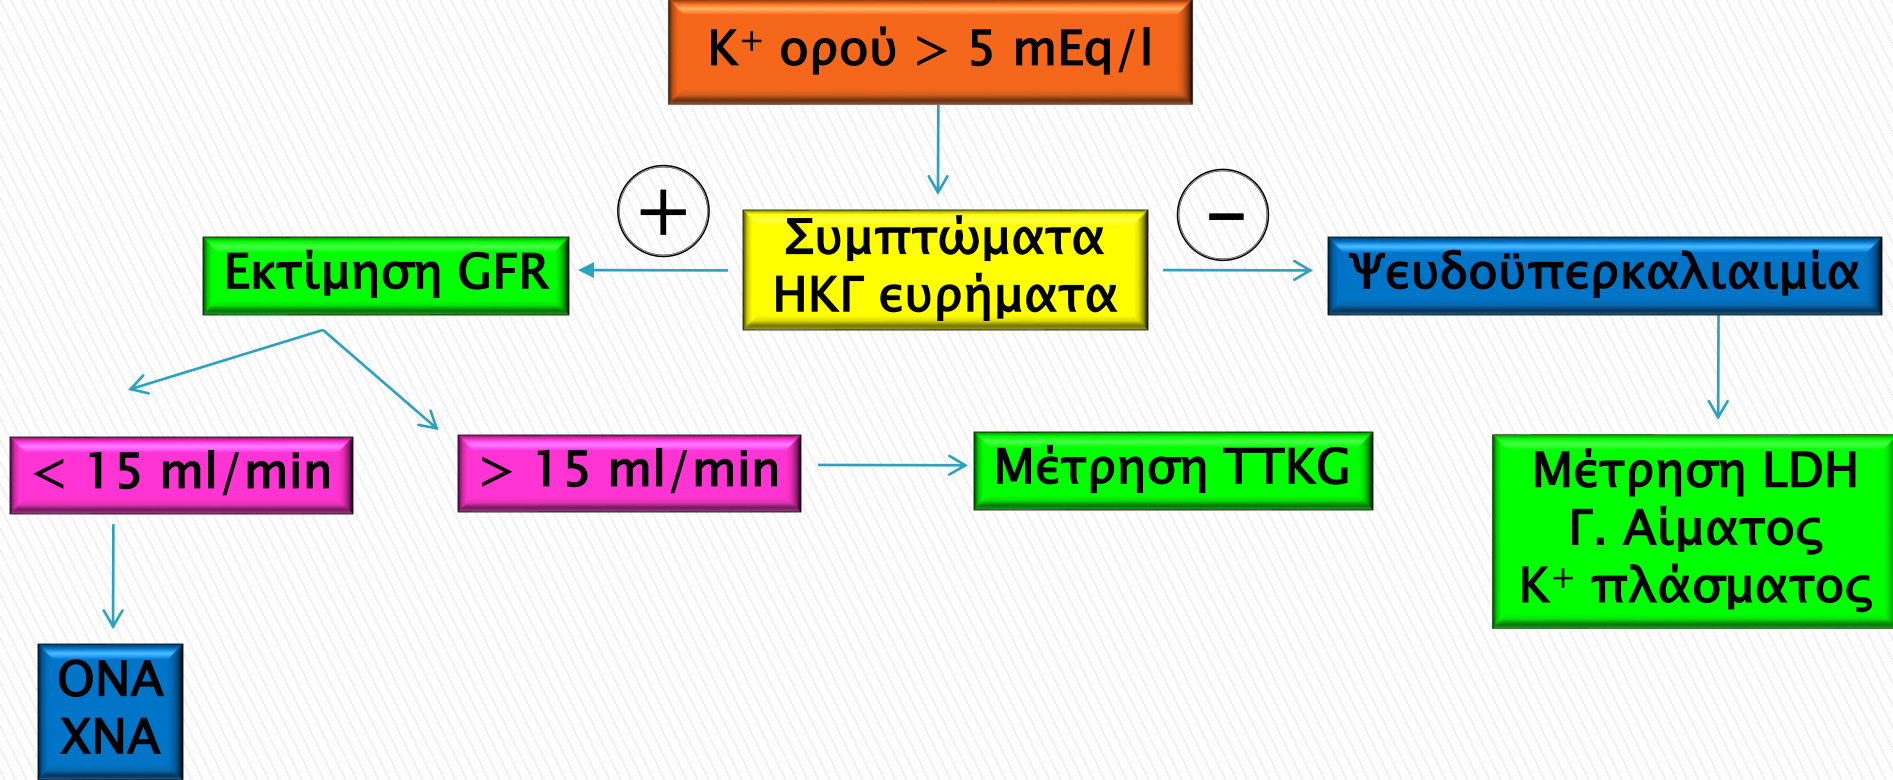 Κ⁺ ορού > 5 mEq/l
+
–
Συμπτώματα
ΗΚΓ ευρήματα
Εκτίμηση GFR
Ψευδοϋπερκαλιαιμία
< 15 ml/min
> 15 ml/min
Μέτρηση TTKG
Μέτρηση LDH
Γ. Αίματος
Κ⁺ πλάσματος
ΟΝΑ
ΧΝΑ